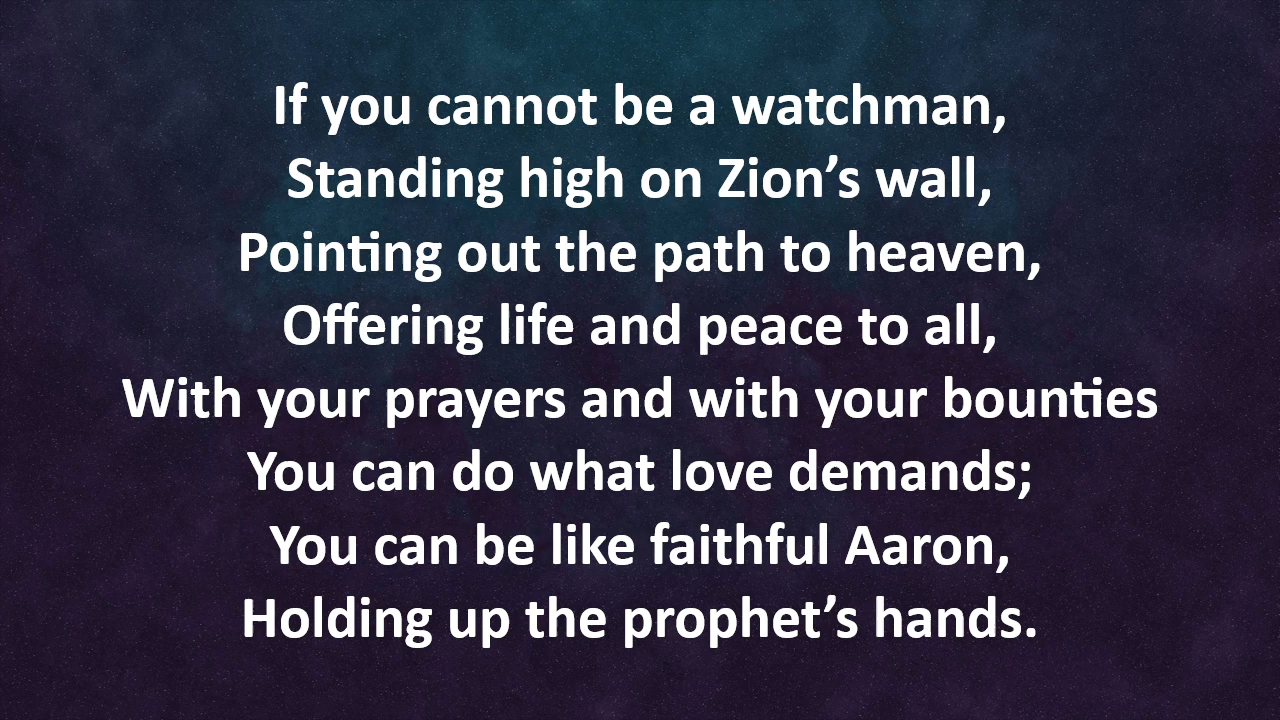 If you cannot be a watchman,
Standing high on Zion’s wall,
Pointing out the path to heaven,
Offering life and peace to all,
With your prayers and with your bounties
You can do what love demands;
You can be like faithful Aaron,
Holding up the prophet’s hands.